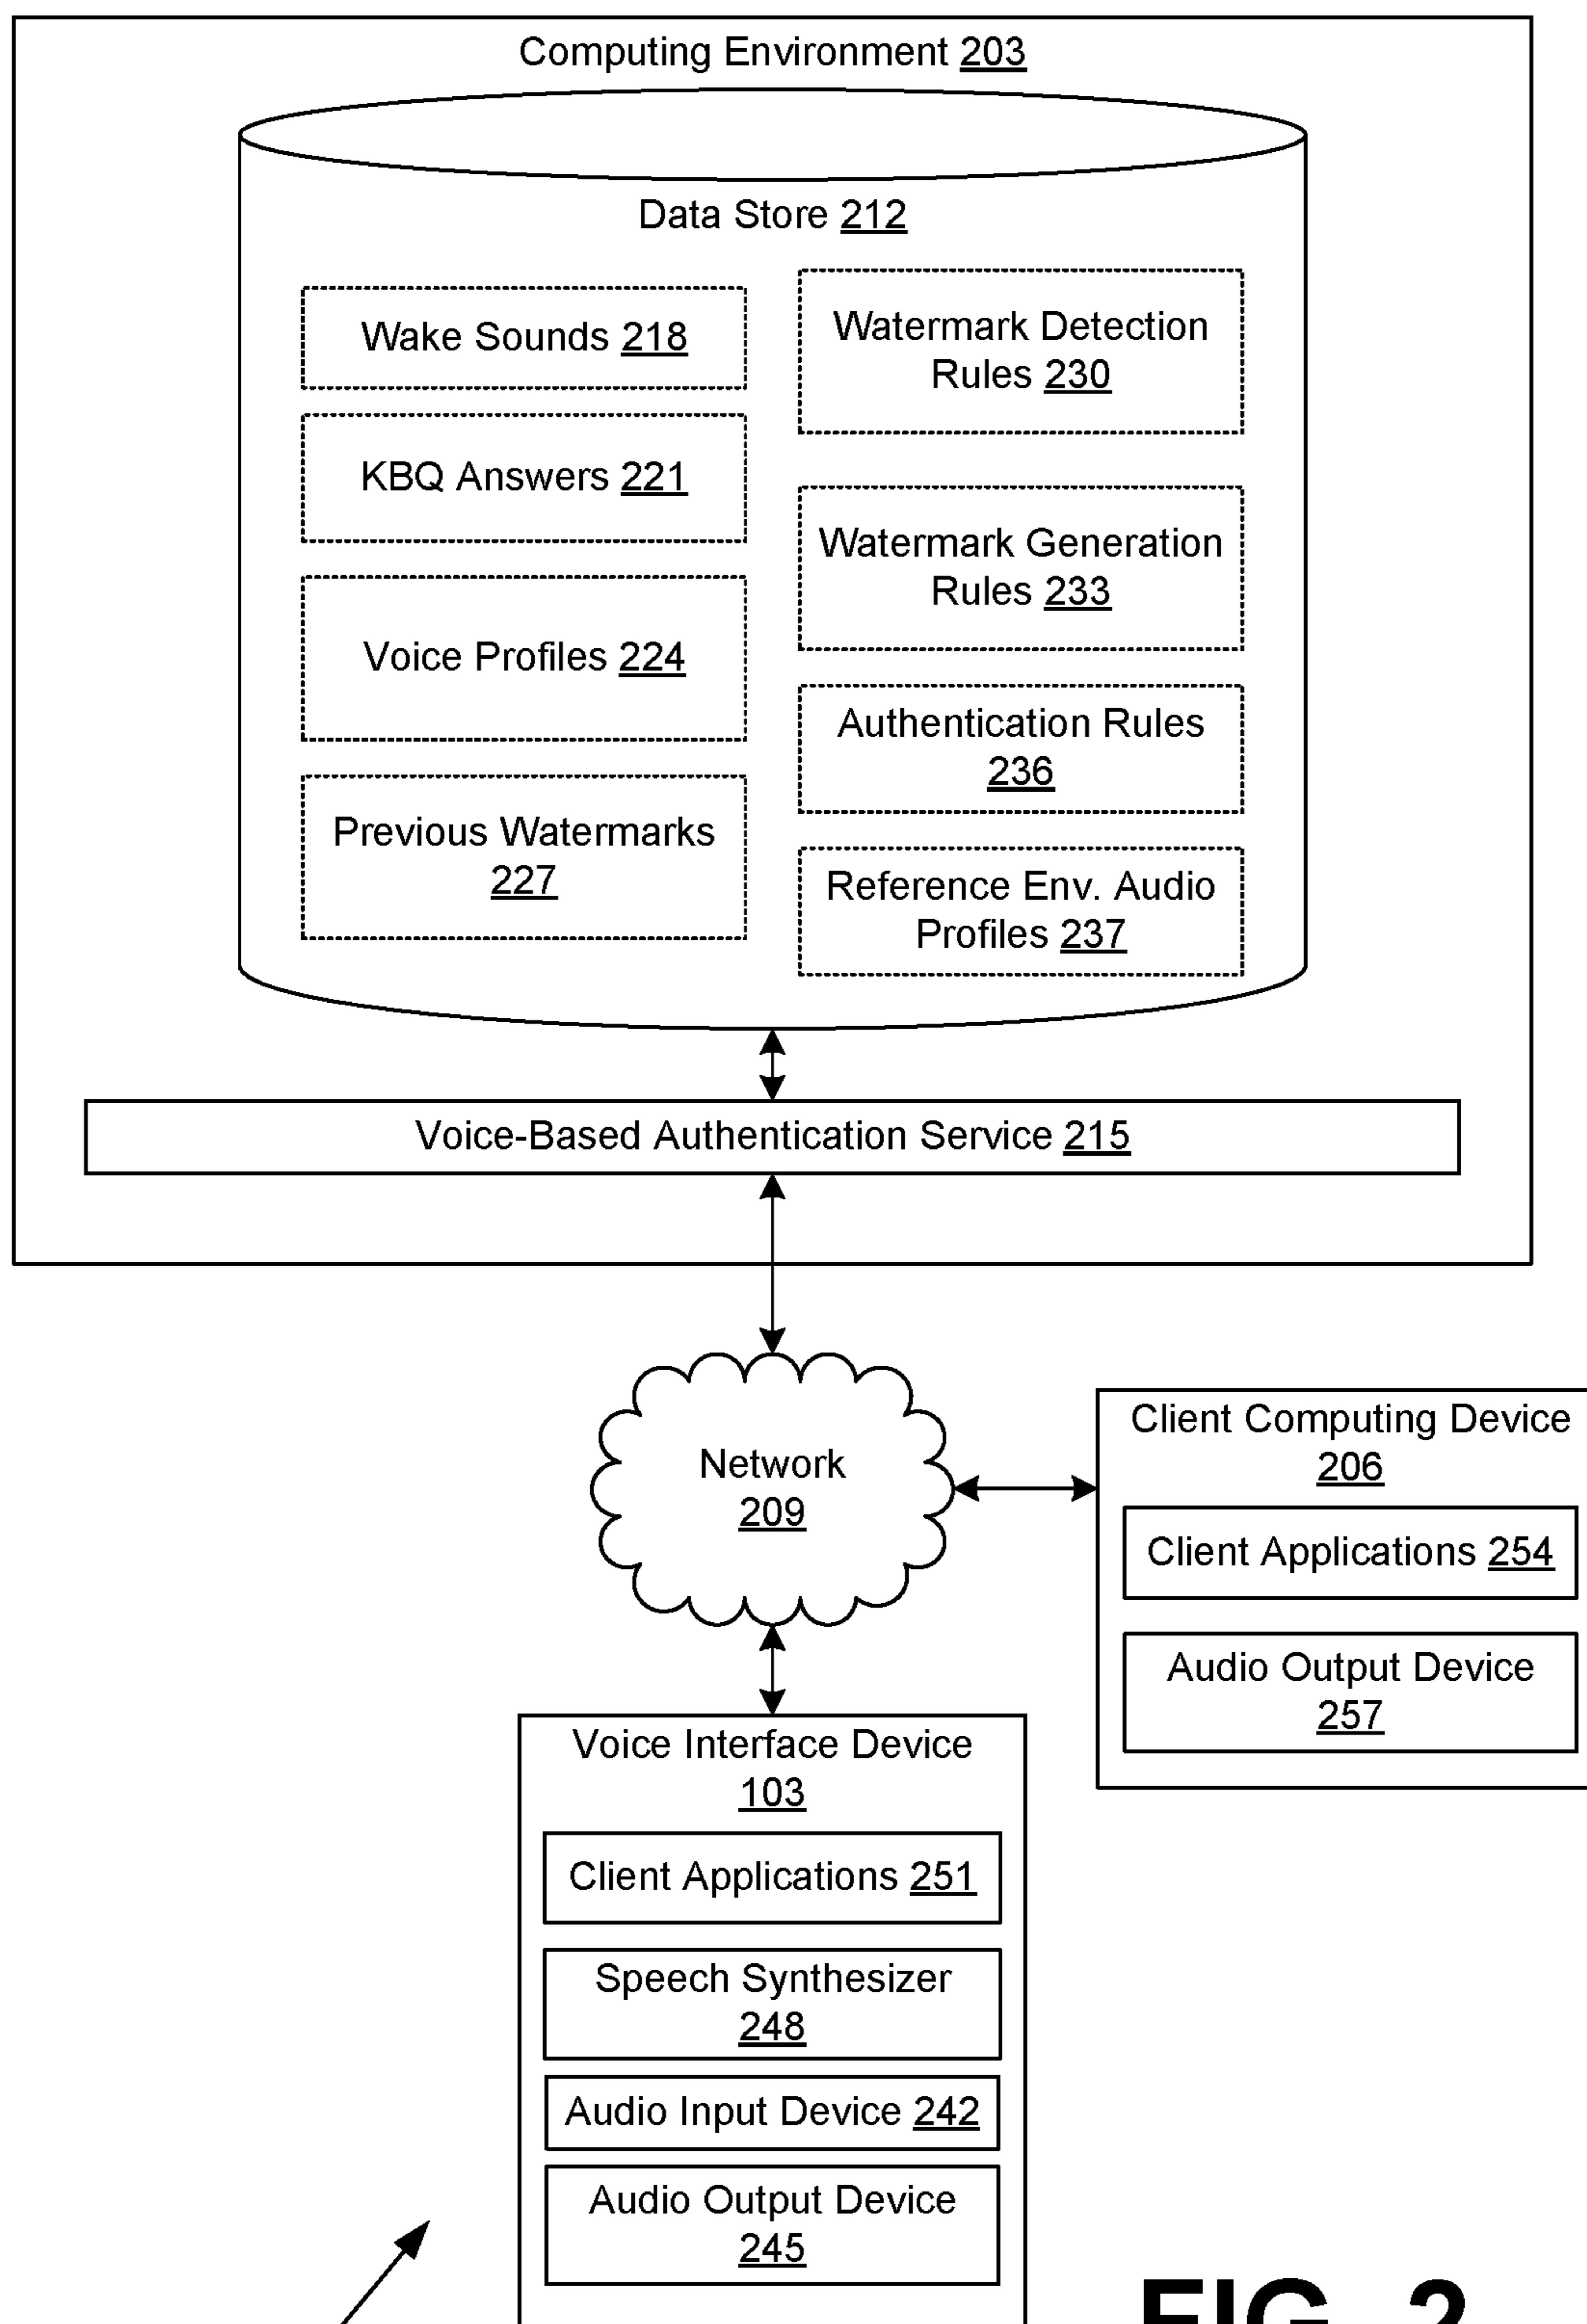 Computing Environment 203
Data Store 212
Wake Sounds 218
KBQ Answers 221
Voice Profiles 224
Previous Watermarks
227
Watermark Detection
Rules 230
Watermark Generation
Rules 233
Authentication Rules
236
Reference Env. Audio
Profiles 237
Voice-Based Authentication Service 215
Network
209
Client Computing Device
206
Client Applications 254
Audio Output Device
257
Voice Interface Device
103
Client Applications 251
Speech Synthesizer
248
Audio Input Device 242
Audio Output Device
245
FIG. 2